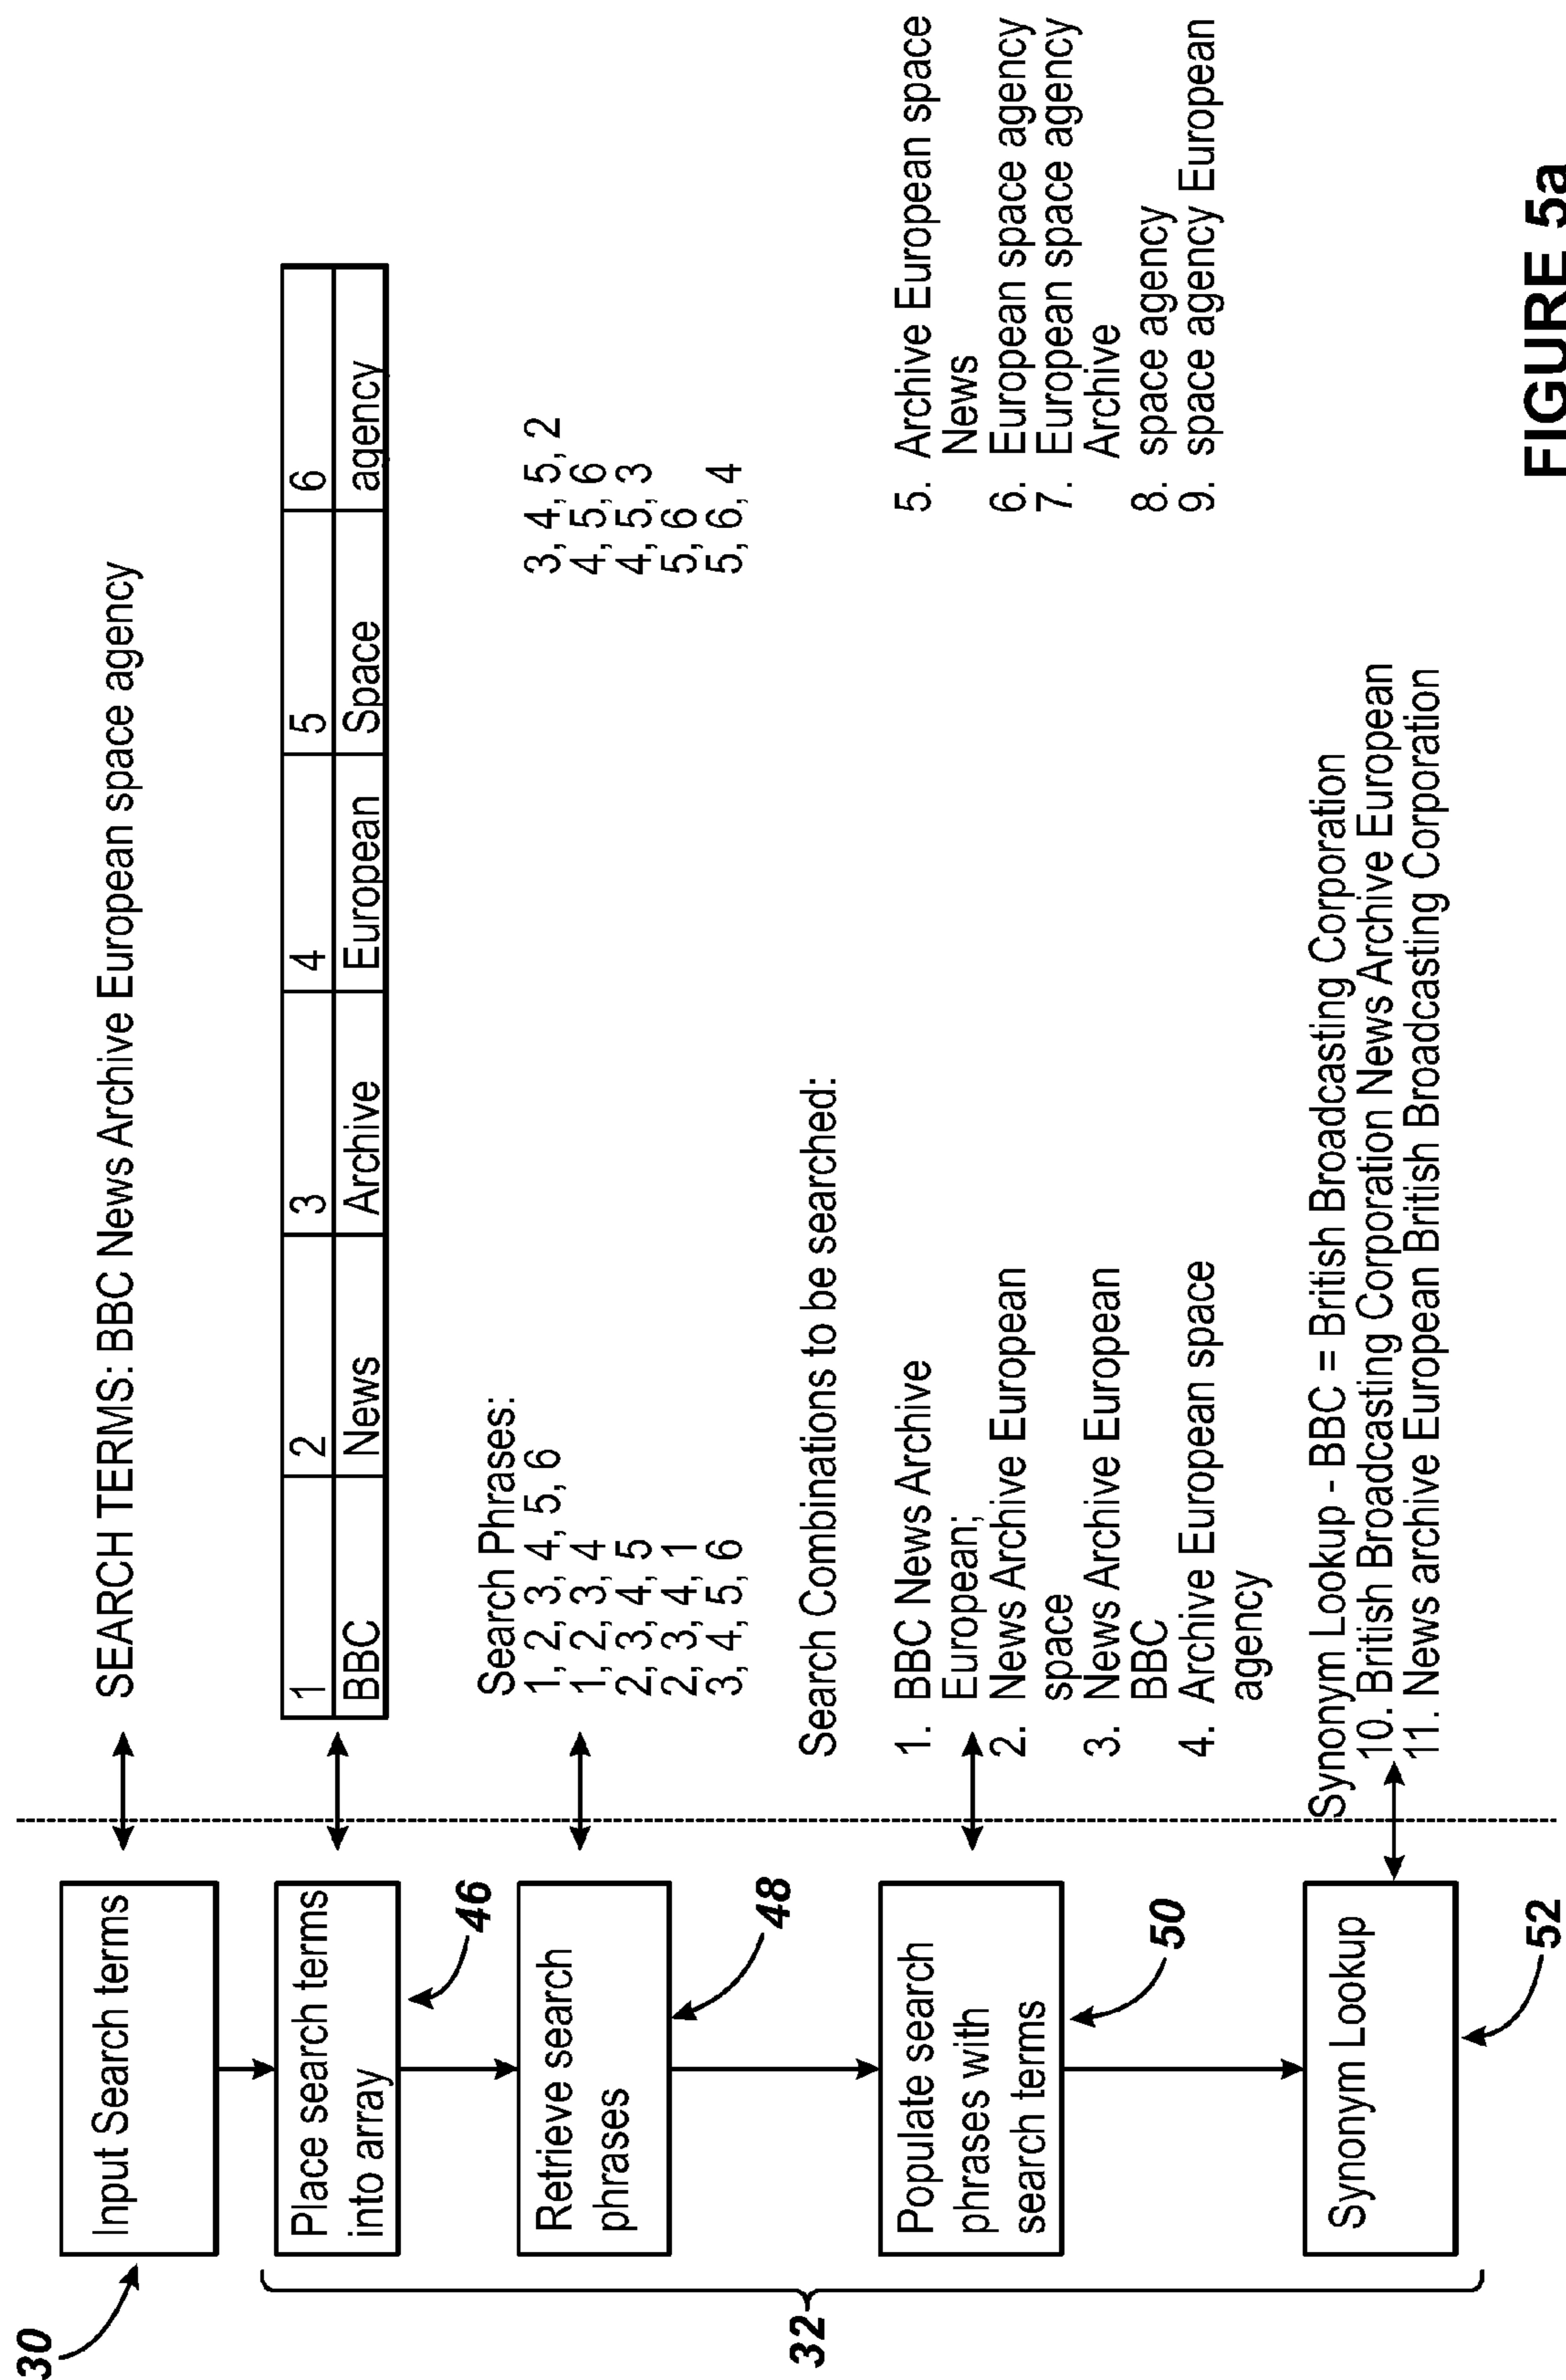 30
Input Search terms
SEARCH TERMS: BBC News Archive European space agency
32
Place search terms
into array
46
1 2 3 4 5 6
BBC News Archive European Space agency
Retrieve search
phrases
48
Search Phrases:
1, 2, 3, 4, 5, 6
1, 2, 3, 4
2, 3, 4, 5
2, 3, 4, 1
3, 4, 5, 6
3, 4, 5, 2
4, 5, 6
4, 5, 3
5, 6
5, 6, 4
Populate search
phrases with
search terms
50
Search Combinations to be searched:
1. BBC News Archive
European;
2. News Archive European
space
3. News Archive European
BBC
4. Archive European space
agency
5. Archive European space
News
6. European space agency
7. European space agency
Archive
8. space agency
9. space agency European
Synonym Lookup
52
Synonym Lookup - BBC = British Broadcasting Corporation
10. British Broadcasting Corporation News Archive European
11. News archive European British Broadcasting Corporation
FIGURE 5a